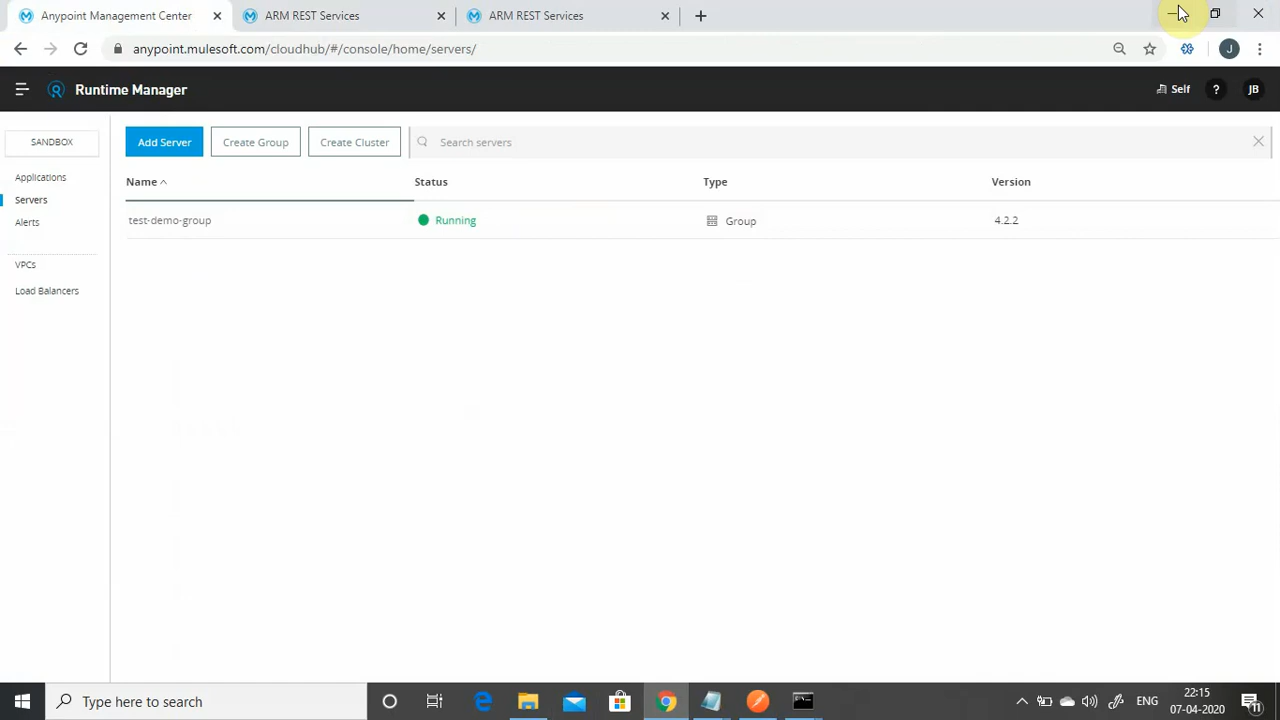 Anypoint Management Center
ARM REST Services
ARM REST Services
anypoint.mulesoft.com/cloudhub/#/console/home/servers/
J
Runtime Manager
Self
?
JB
SANDBOX
Add Server
Create Group
Create Cluster
Search servers
Applications
Servers
Alerts
VPCs
Load Balancers
Name
Status
Type
Version
test-demo-group
Running
Group
4.2.2
Type here to search
ENG
22:15
07-04-2020
11